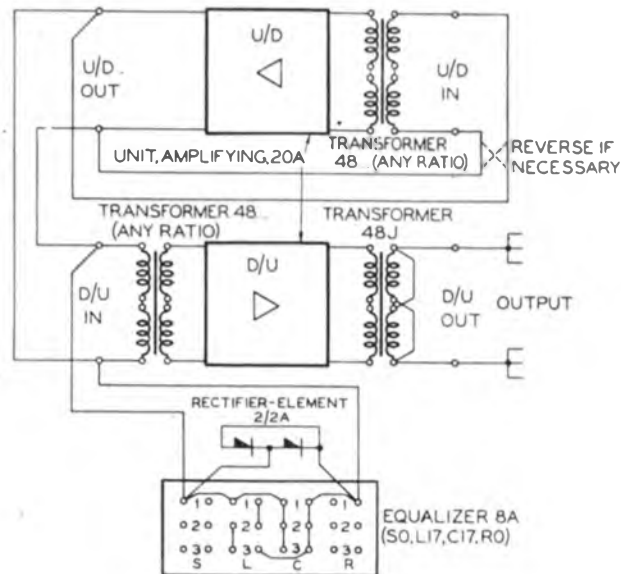 U/D
OUT
U/D
U/D
IN
UNIT, AMPLIFYING, 20A
TRANSFORMER
48... (ANY RATIO)
REVERSE IF
NECESSARY
TRANSFORMER 48...
(ANY RATIO)
TRANSFORMER
48J
D/U
IN
D/U
D/U
OUT
OUTPUT
RECTIFIER-ELEMENT
2/2A
1 1 1 1
2 2 2 2
3 3 3 3
S L C R
EQUALIZER 8A
(S0, L17, C17, R0)